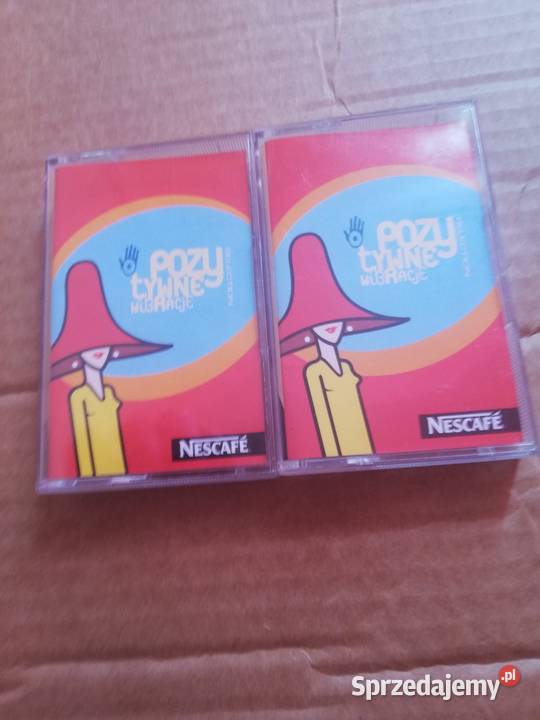 POZY
tYWNE
WIBRacje
NESCAFÉ
POZY
tYWNE
WIBRacje
NESCAFÉ
Sprzedajemy.pl